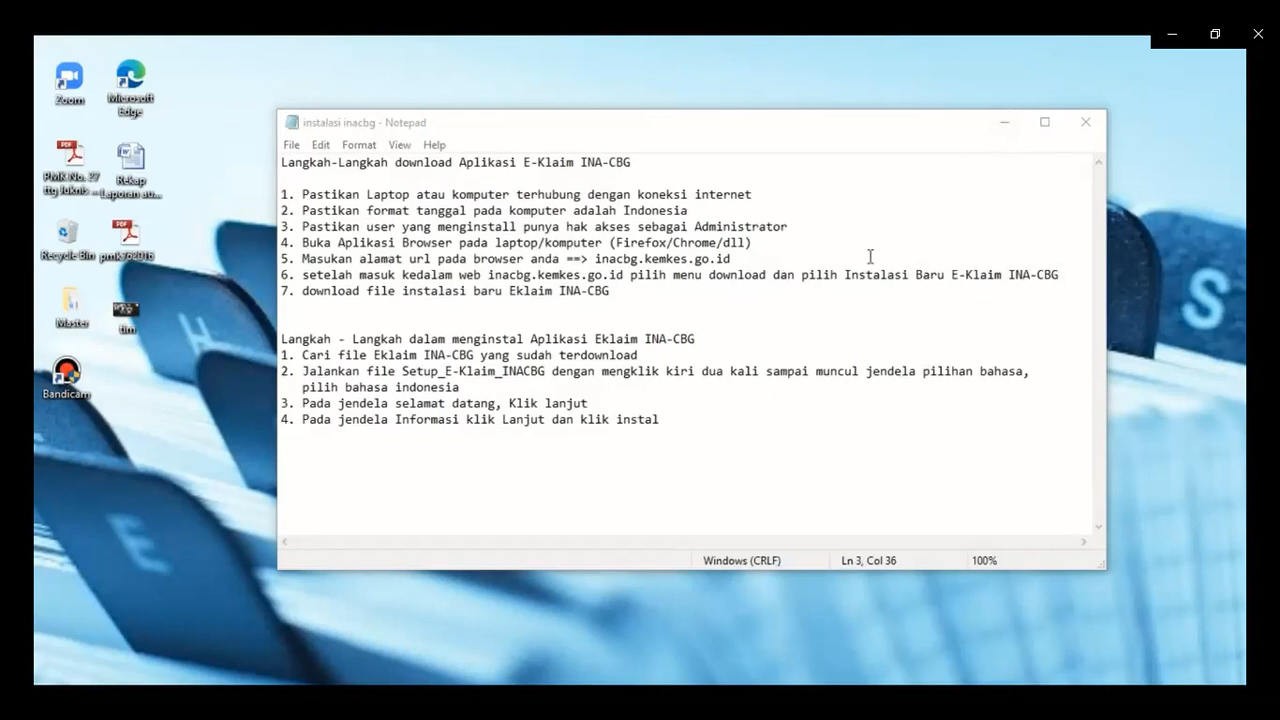 Zoom
Microsoft
Edge
PMK No. 27
Rekap
Laporan au...
Recycle Bin
Master
tim
Bandicam
instalasi inacbg - Notepad
File Edit Format View Help
Langkah-Langkah download Aplikasi E-Klaim INA-CBG
1. Pastikan Laptop atau komputer terhubung dengan koneksi internet
2. Pastikan format tanggal pada komputer adalah Indonesia
3. Pastikan user yang menginstall punya hak akses sebagai Administrator
4. Buka Aplikasi Browser pada laptop/komputer (Firefox/Chrome/dll)
5. Masukan alamat url pada browser anda ==> inacbg.kemkes.go.id
6. setelah masuk kedalam web inacbg.kemkes.go.id pilih menu download dan pilih Instalasi Baru E-Klaim INA-CBG
7. download file instalasi baru Eklaim INA-CBG
Langkah - Langkah dalam menginstal Aplikasi Eklaim INA-CBG
1. Cari file Eklaim INA-CBG yang sudah terdownload
2. Jalankan file Setup_E-Klaim_INACBG dengan mengklik kiri dua kali sampai muncul jendela pilihan bahasa,
pilih bahasa indonesia
3. Pada jendela selamat datang, Klik lanjut
4. Pada jendela Informasi klik Lanjut dan klik instal
Windows (CRLF) Ln 3, Col 36 100%
H
S
E